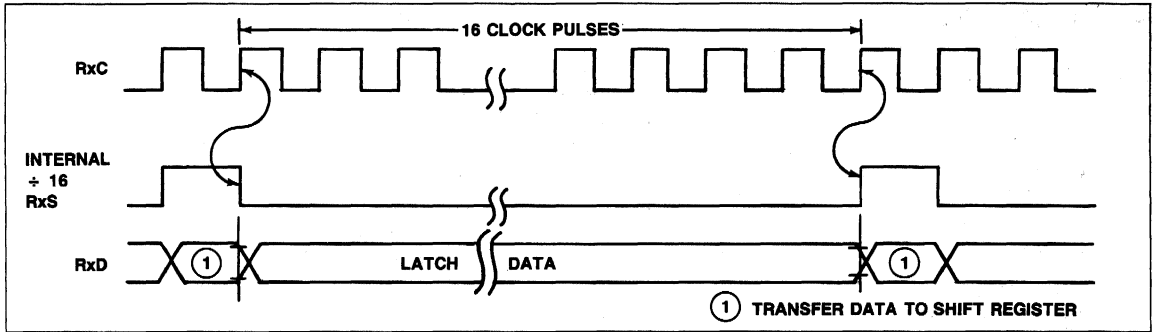 16 CLOCK PULSES
RxC
INTERNAL
÷ 16
RxS
RxD
1
LATCH DATA
1
1 TRANSFER DATA TO SHIFT REGISTER